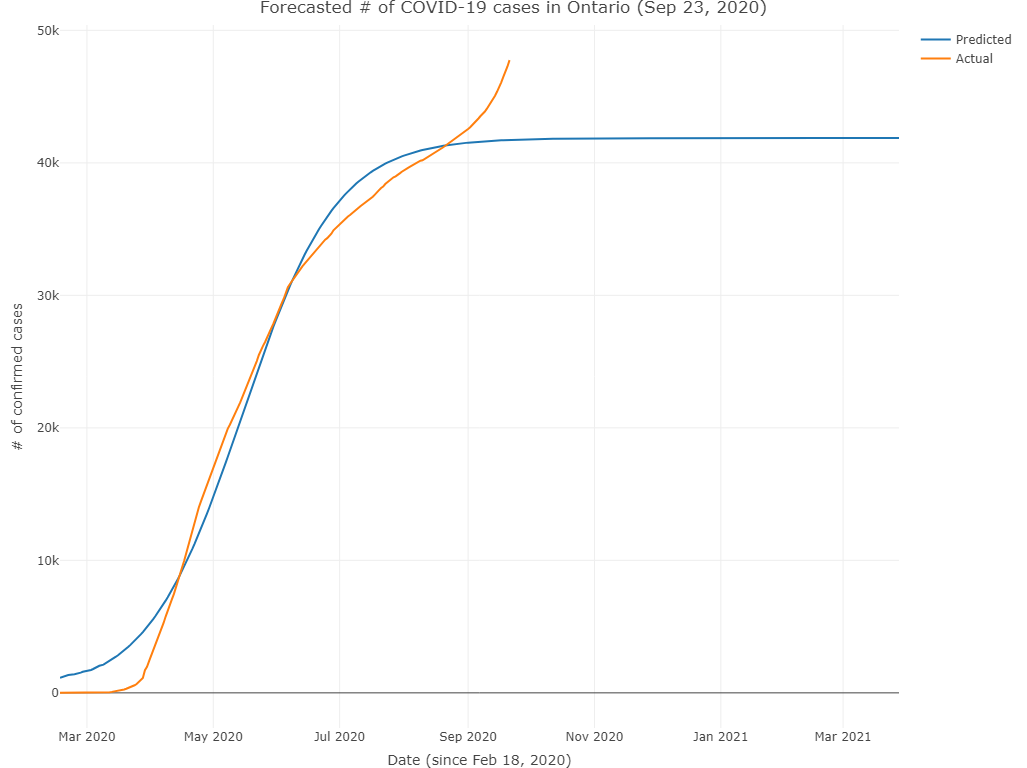 Forecasted # of COVID-19 cases in Ontario (Sep 23, 2020)
Predicted
Actual
50k
40k
30k
20k
10k
0
# of confirmed cases
Mar 2020 May 2020 Jul 2020 Sep 2020 Nov 2020 Jan 2021 Mar 2021
Date (since Feb 18, 2020)